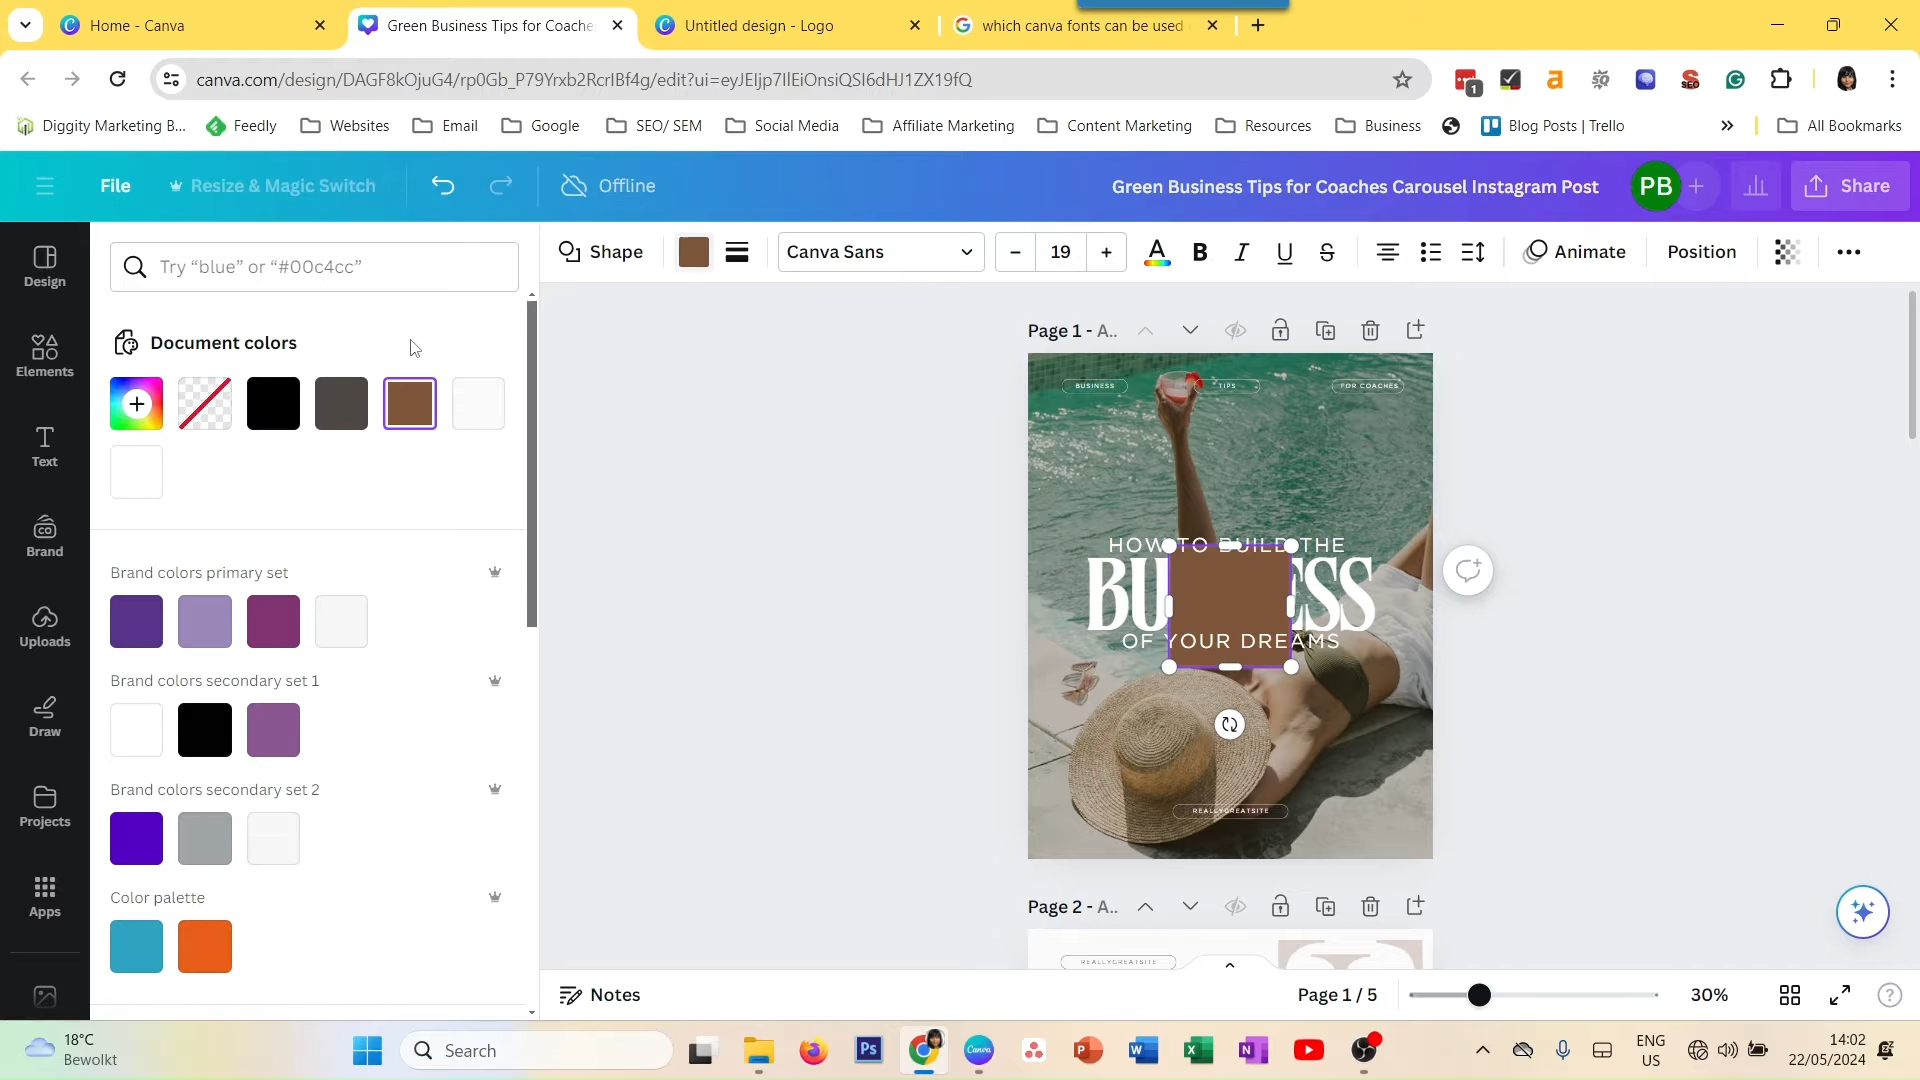 Home - Canva
Green Business Tips for Coache
Untitled design - Logo
which canva fonts can be used
canva.com/design/DAGF8kOjuG4/rp0Gb_P79Yrxb2RcrIBf4g/edit?ui=eyJEIjp7IlEiOnsiQSI6dHJ1ZX19fQ
1
Diggity Marketing B...
Feedly
Websites
Email
Google
SEO/ SEM
Social Media
Affiliate Marketing
Content Marketing
Resources
Business
Blog Posts | Trello
All Bookmarks
File
Resize & Magic Switch
Offline
Green Business Tips for Coaches Carousel Instagram Post
PB
Share
Design
Elements
Text
Brand
Uploads
Draw
Projects
Apps
Try “blue” or “#00c4cc”
Document colors
Brand colors primary set
Brand colors secondary set 1
Brand colors secondary set 2
Color palette
Shape
Canva Sans
19
Animate
Position
Page 1 - A..
BUSINESS
TIPS
FOR COACHES
HOW TO BUILD THE
BU ESS
OF YOUR DREAMS
REALLYGREATSITE
Page 2 - A..
REALLYGREATSITE
Notes
Page 1 / 5
30%
18°C
Bewolkt
Search
ENG
US
14:02
22/05/2024